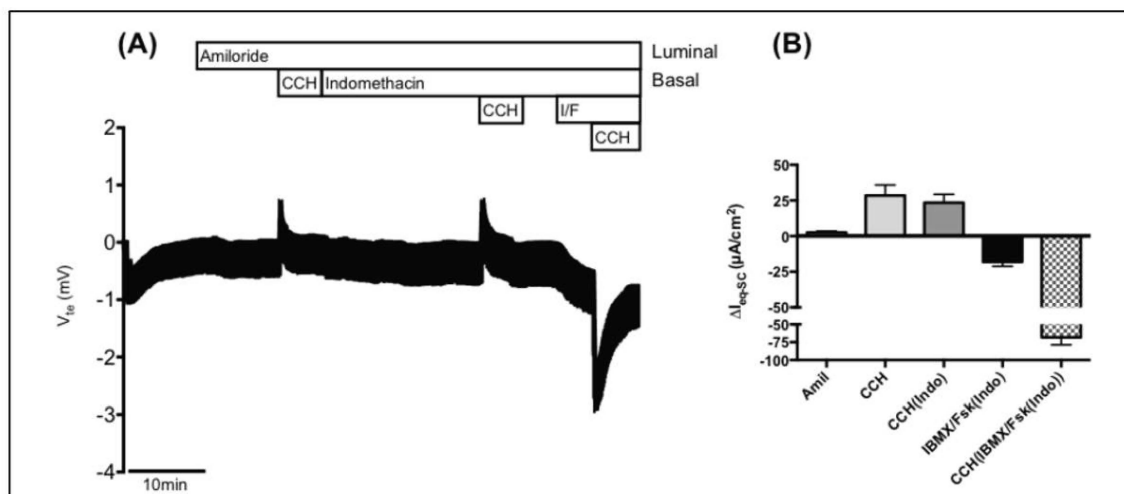 (A)
Amiloride
Luminal
CCH
Indomethacin
Basal
CCH
I/F
CCH
V_te (mV)
2
1
0
-1
-2
-3
-4
10min
(B)
ΔI_eq-SC (µA/cm²)
50
25
0
-25
-50
-50
-75
-100
Amil
CCH
CCH(Indo)
IBMX/Fsk(Indo)
CCH(IBMX/Fsk(Indo))